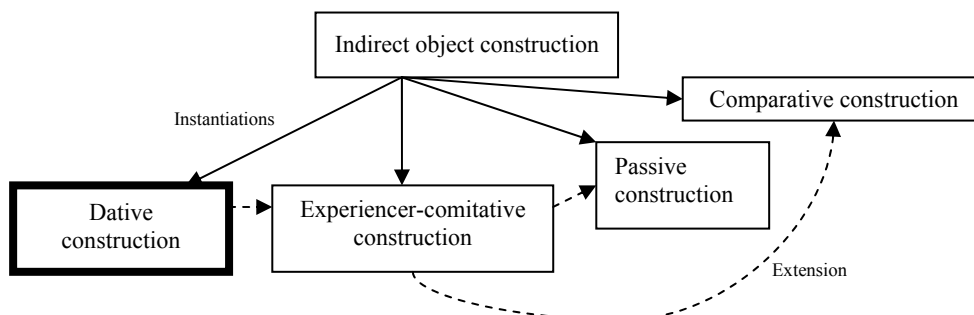 Indirect object construction
Comparative construction
Instantiations
Passive
construction
Dative
construction
Experiencer-comitative
construction
Extension